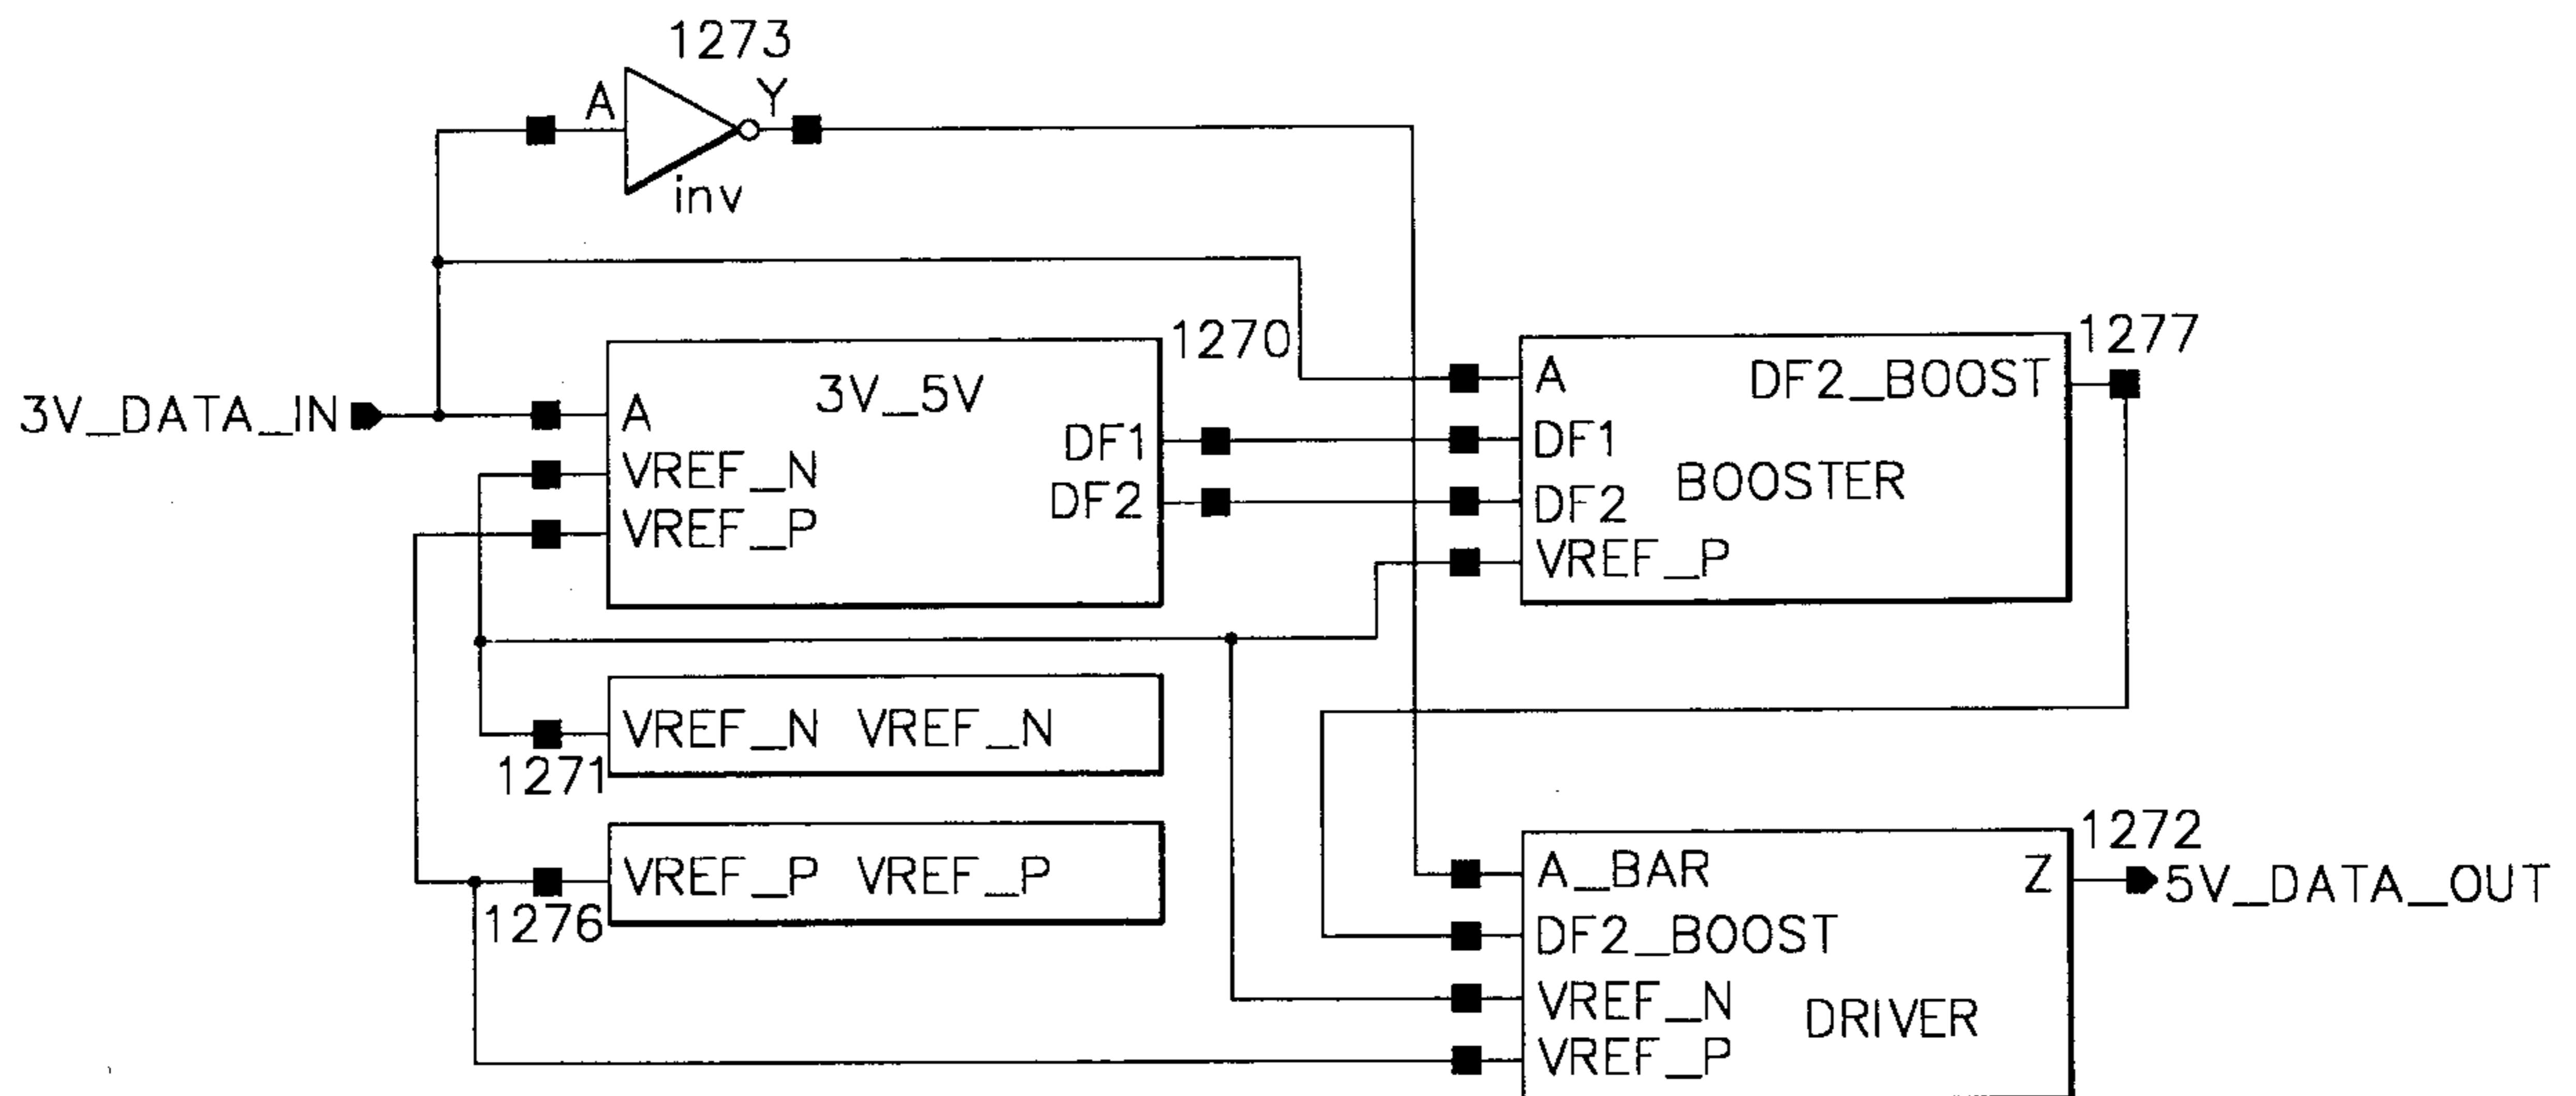 1273
A
Y
inv
3V_DATA_IN
1270
3V_5V
A
VREF_N
VREF_P
DF1
DF2
1277
A
DF1
DF2
VREF_P
DF2_BOOST
BOOSTER
VREF_N VREF_N
1271
VREF_P VREF_P
1276
1272
A_BAR
DF2_BOOST
VREF_N
VREF_P
Z
DRIVER
5V_DATA_OUT